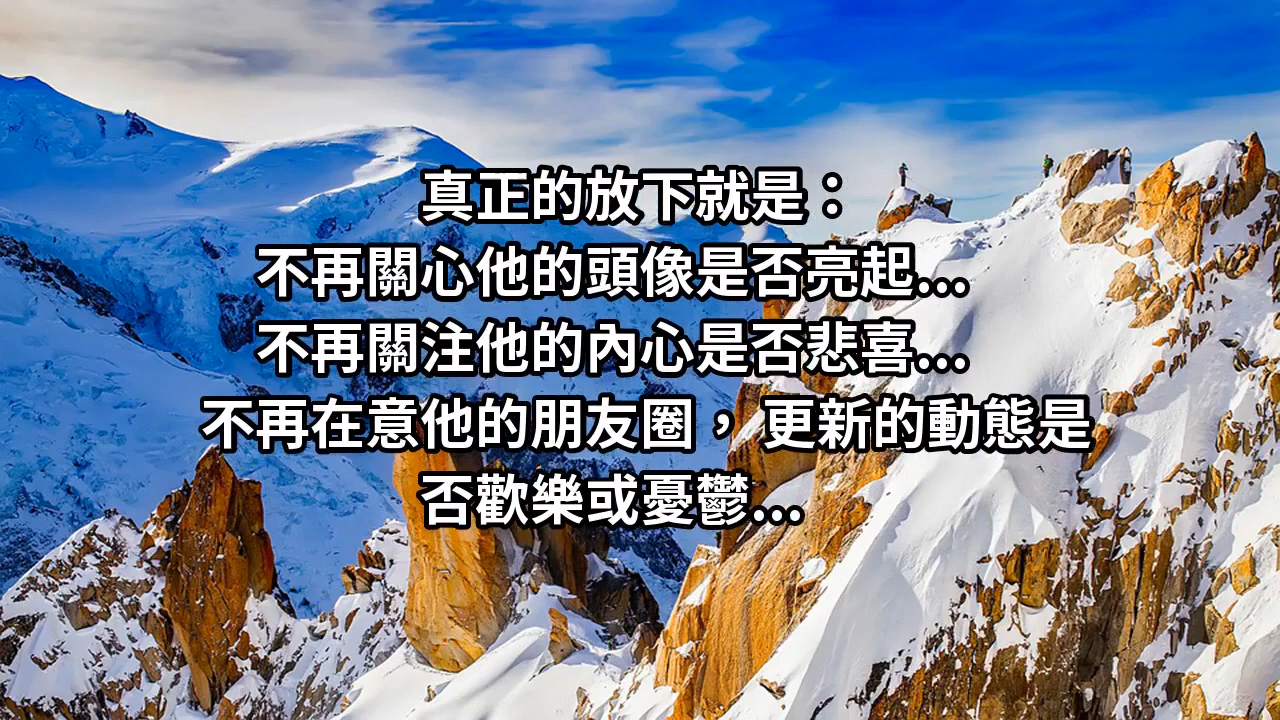 真正的放下就是：
不再關心他的頭像是否亮起...
不再關注他的內心是否悲喜...
不再在意他的朋友圈，更新的動態是
否歡樂或憂鬱...